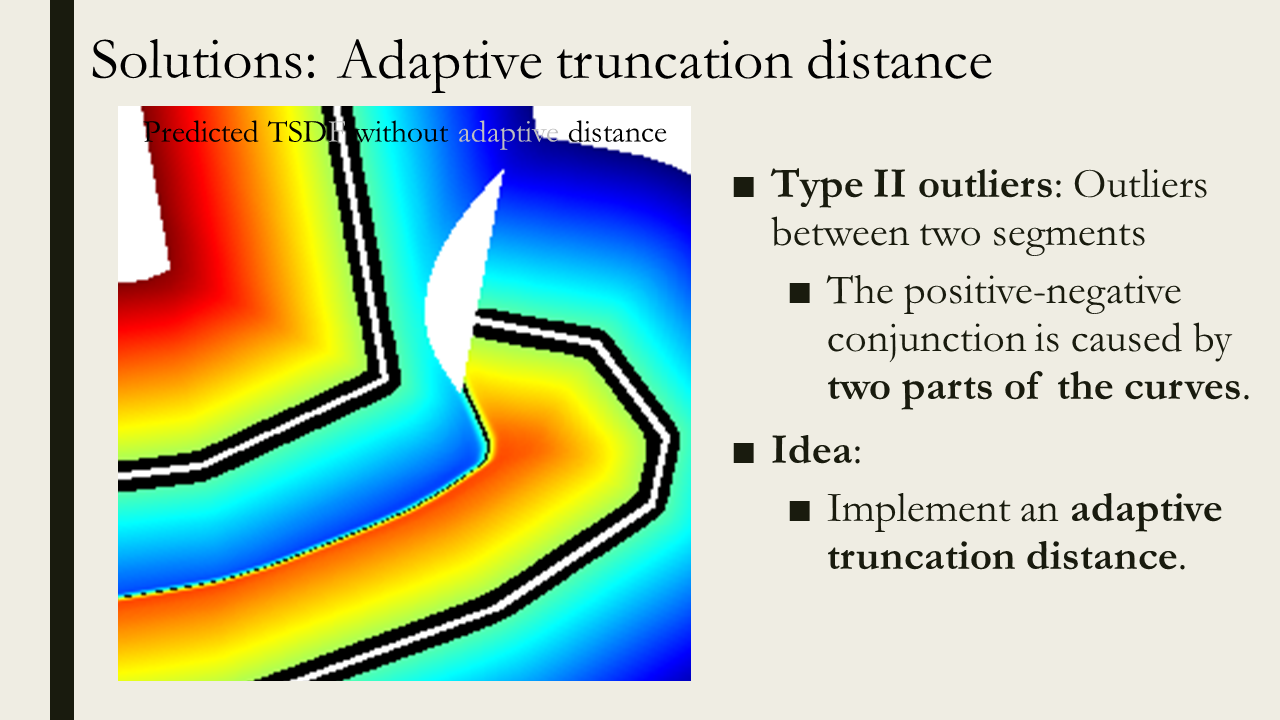 Solutions: Adaptive truncation distance
Predicted TSDF without adaptive distance
■ Type II outliers: Outliers
between two segments
■ The positive-negative
conjunction is caused by
two parts of the curves.
■ Idea:
■ Implement an adaptive
truncation distance.